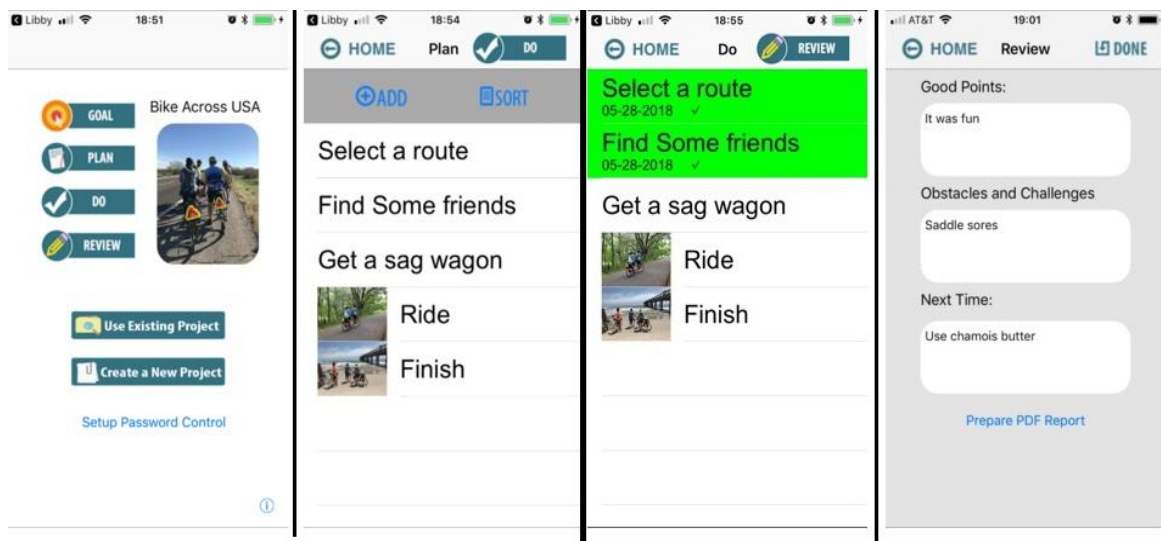 Libby 18:51
GOAL
Bike Across USA
PLAN
DO
REVIEW
Use Existing Project
Create a New Project
Setup Password Control
Libby 18:54
HOME Plan DO
ADD SORT
Select a route
Find Some friends
Get a sag wagon
Ride
Finish
Libby 18:55
HOME Do REVIEW
Select a route
05-28-2018 ✓
Find Some friends
05-28-2018 ✓
Get a sag wagon
Ride
Finish
AT&T 19:01
HOME Review DONE
Good Points:
It was fun
Obstacles and Challenges
Saddle sores
Next Time:
Use chamois butter
Prepare PDF Report